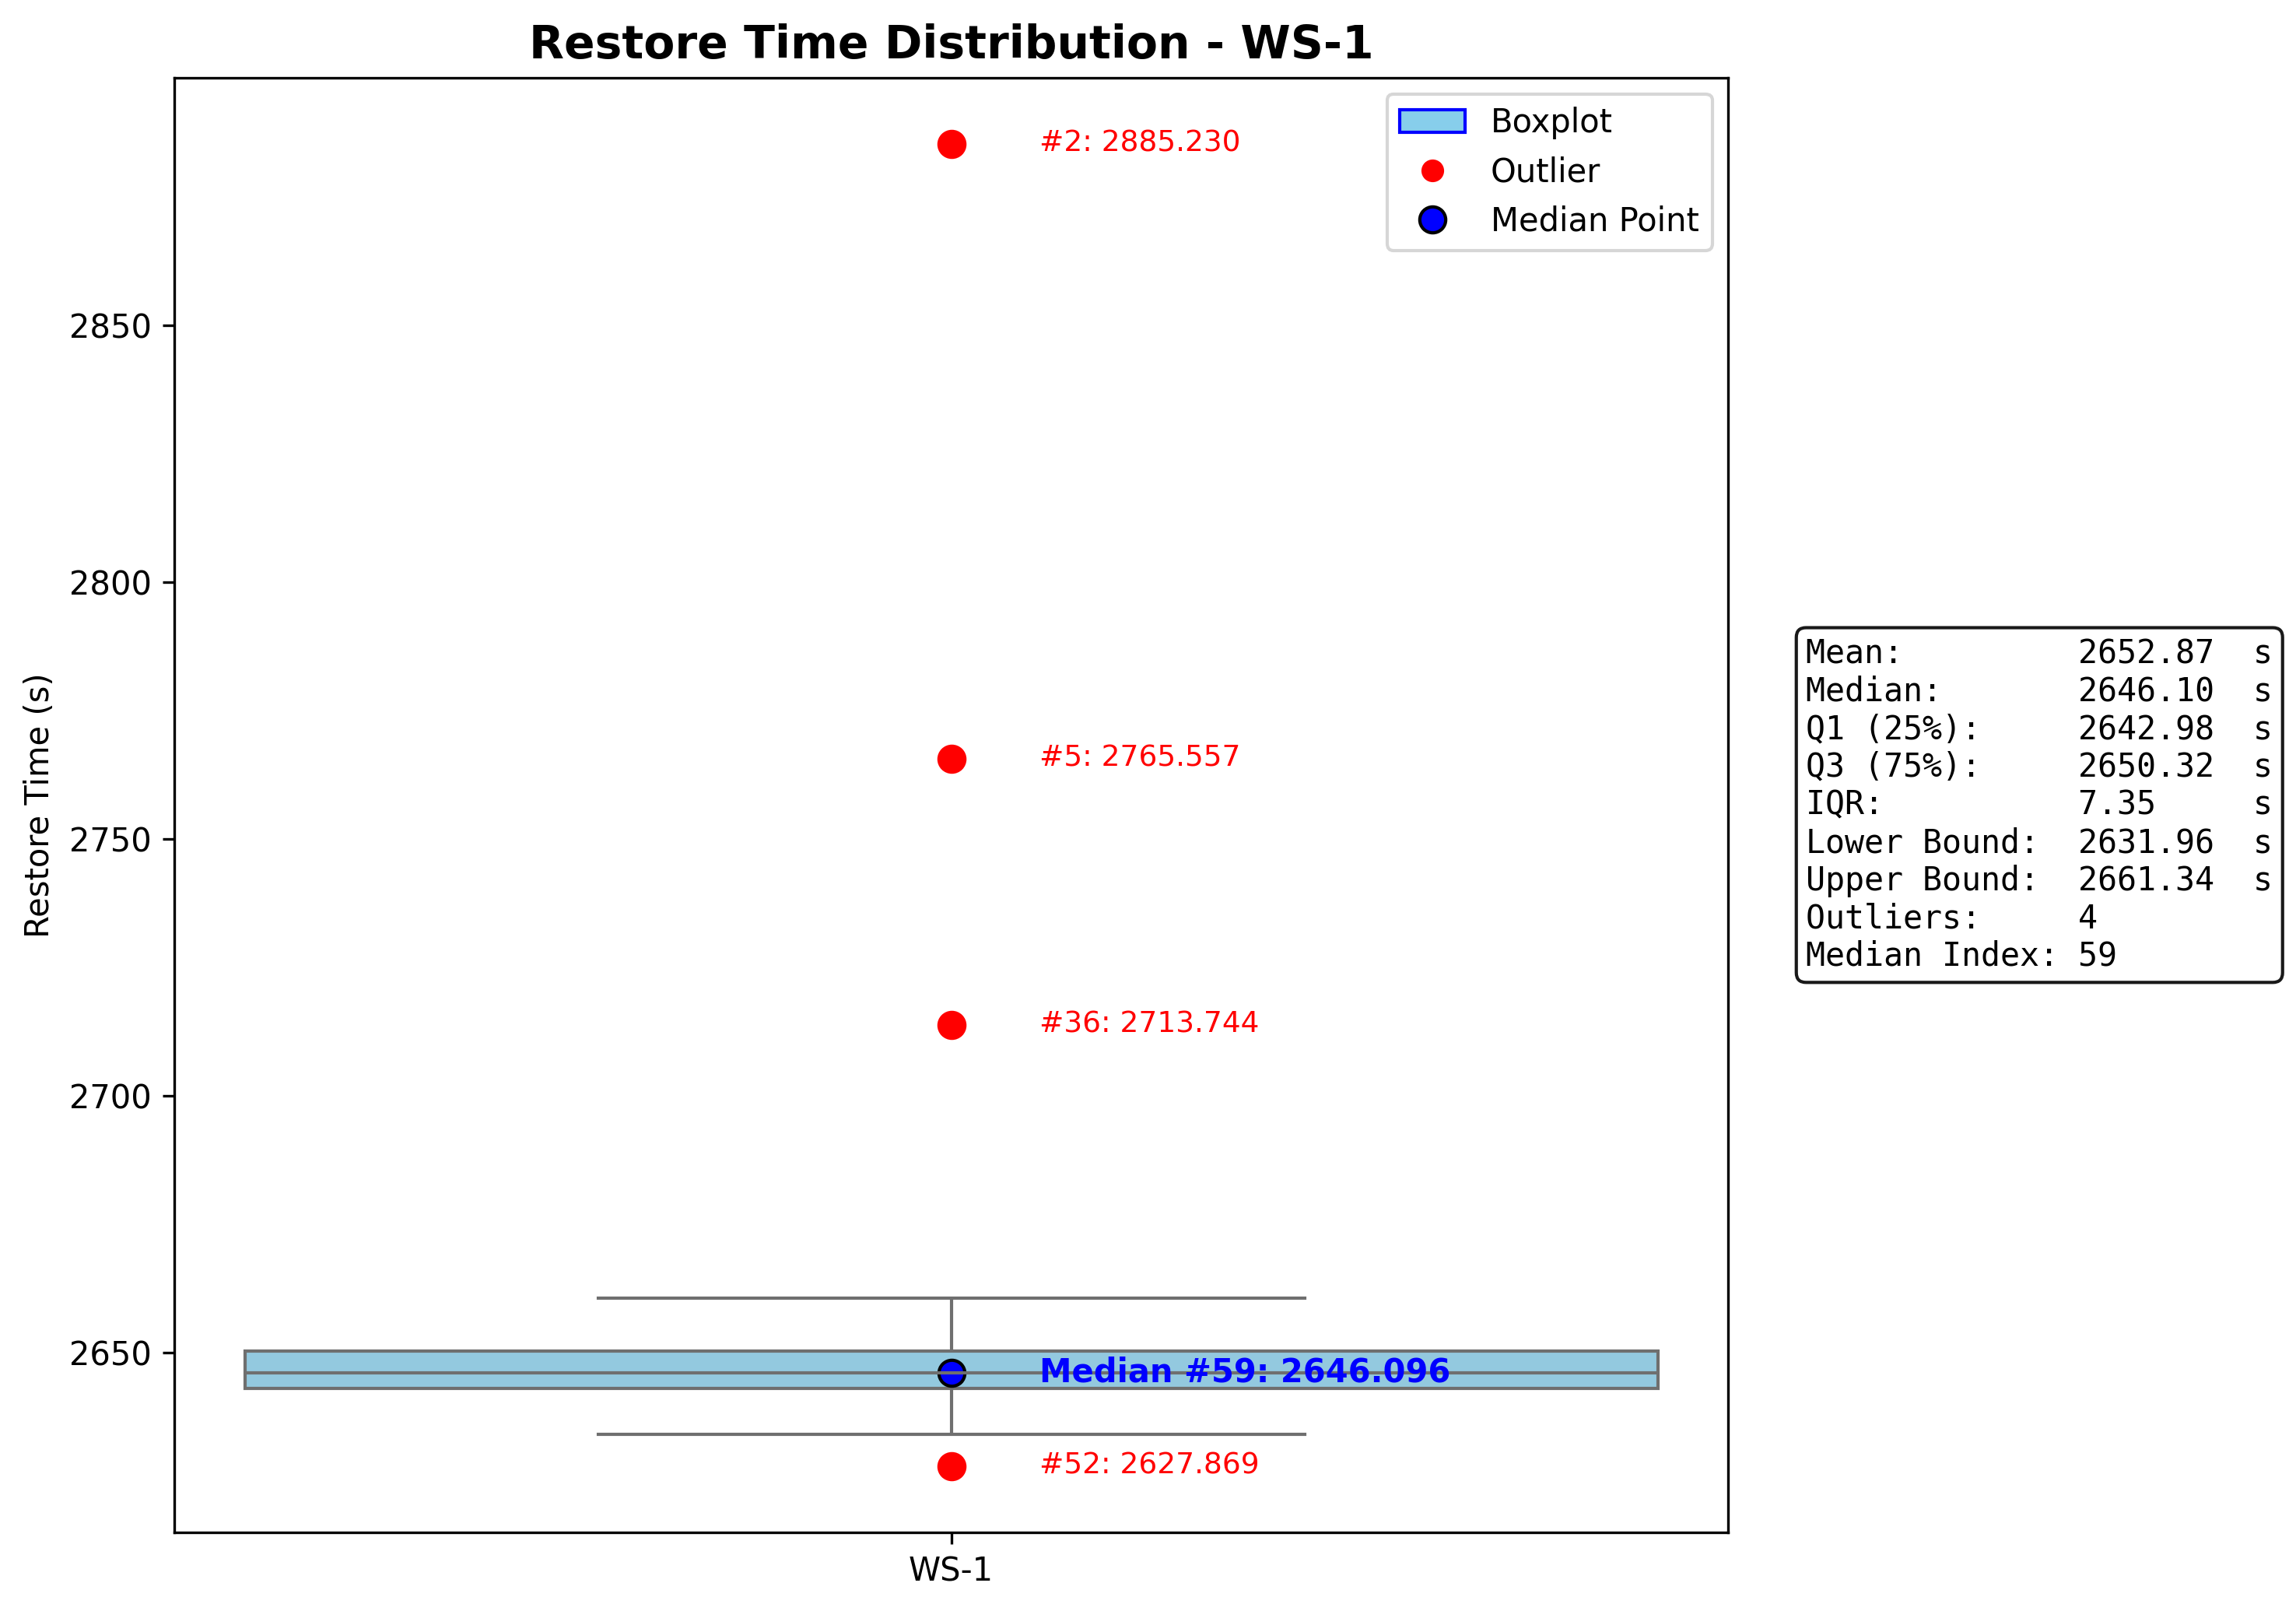 Restore Time Distribution - WS-1
Boxplot
Outlier
Median Point
#2: 2885.230
#5: 2765.557
#36: 2713.744
Median #59: 2646.096
#52: 2627.869
2850
2800
2750
2700
2650
Restore Time (s)
WS-1
Mean: 2652.87 s
Median: 2646.10 s
Q1 (25%): 2642.98 s
Q3 (75%): 2650.32 s
IQR: 7.35 s
Lower Bound: 2631.96 s
Upper Bound: 2661.34 s
Outliers: 4
Median Index: 59